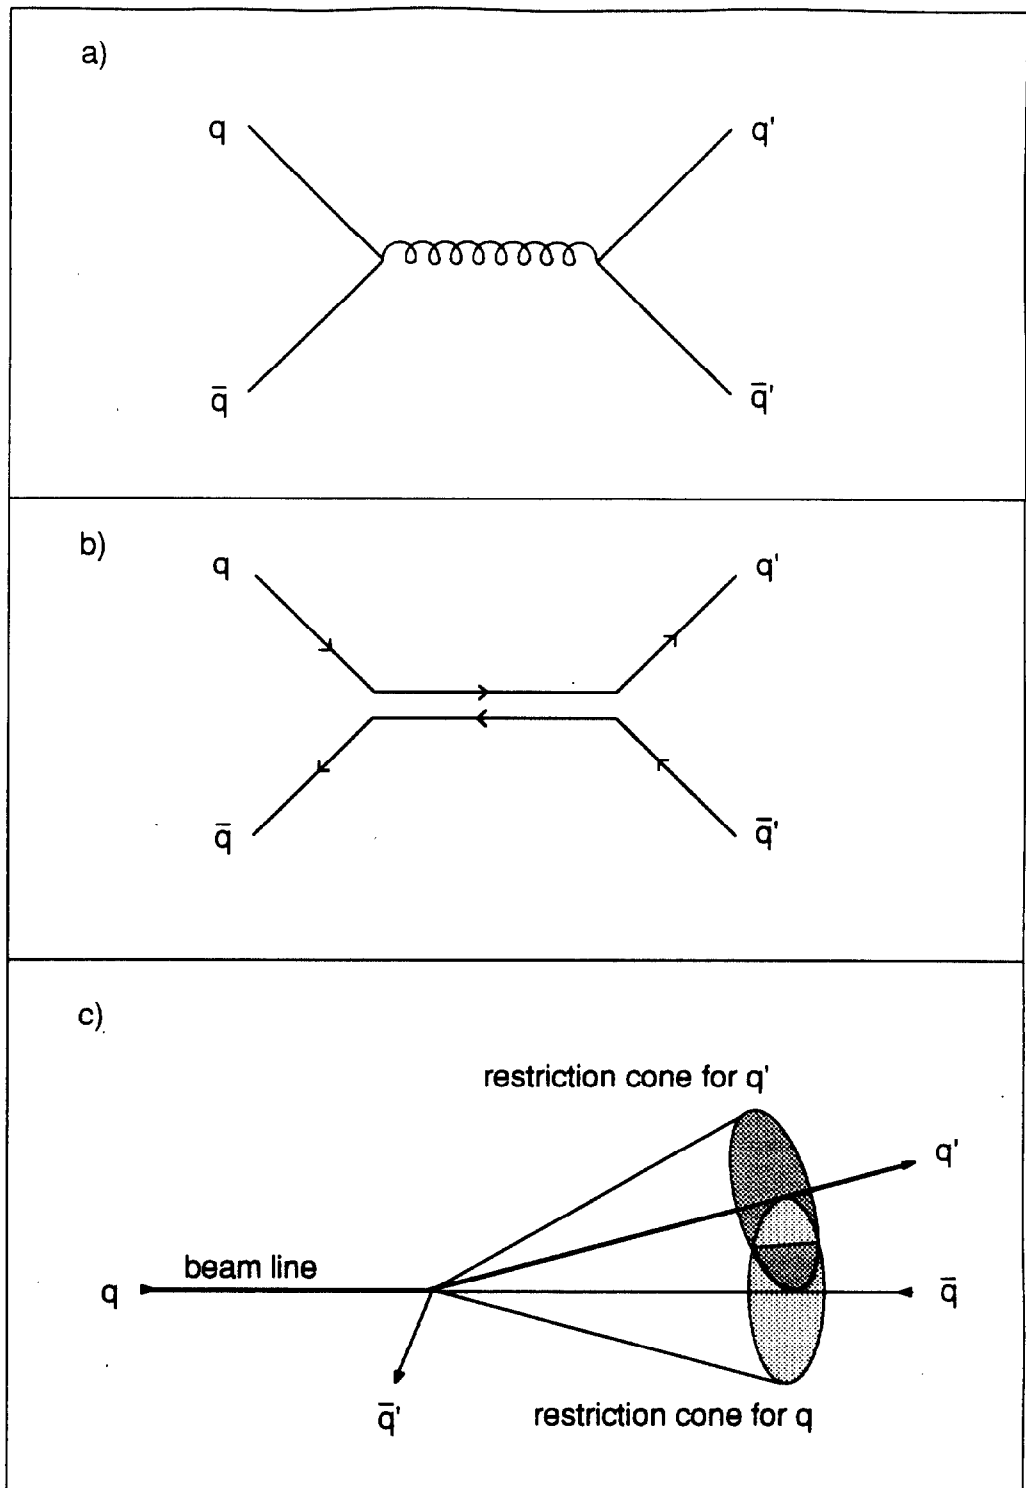 a)
q q'
q̄ q̄'
b)
q q'
q̄ q̄'
c)
restriction cone for q'
q'
beam line
q q̄
q̄'
restriction cone for q